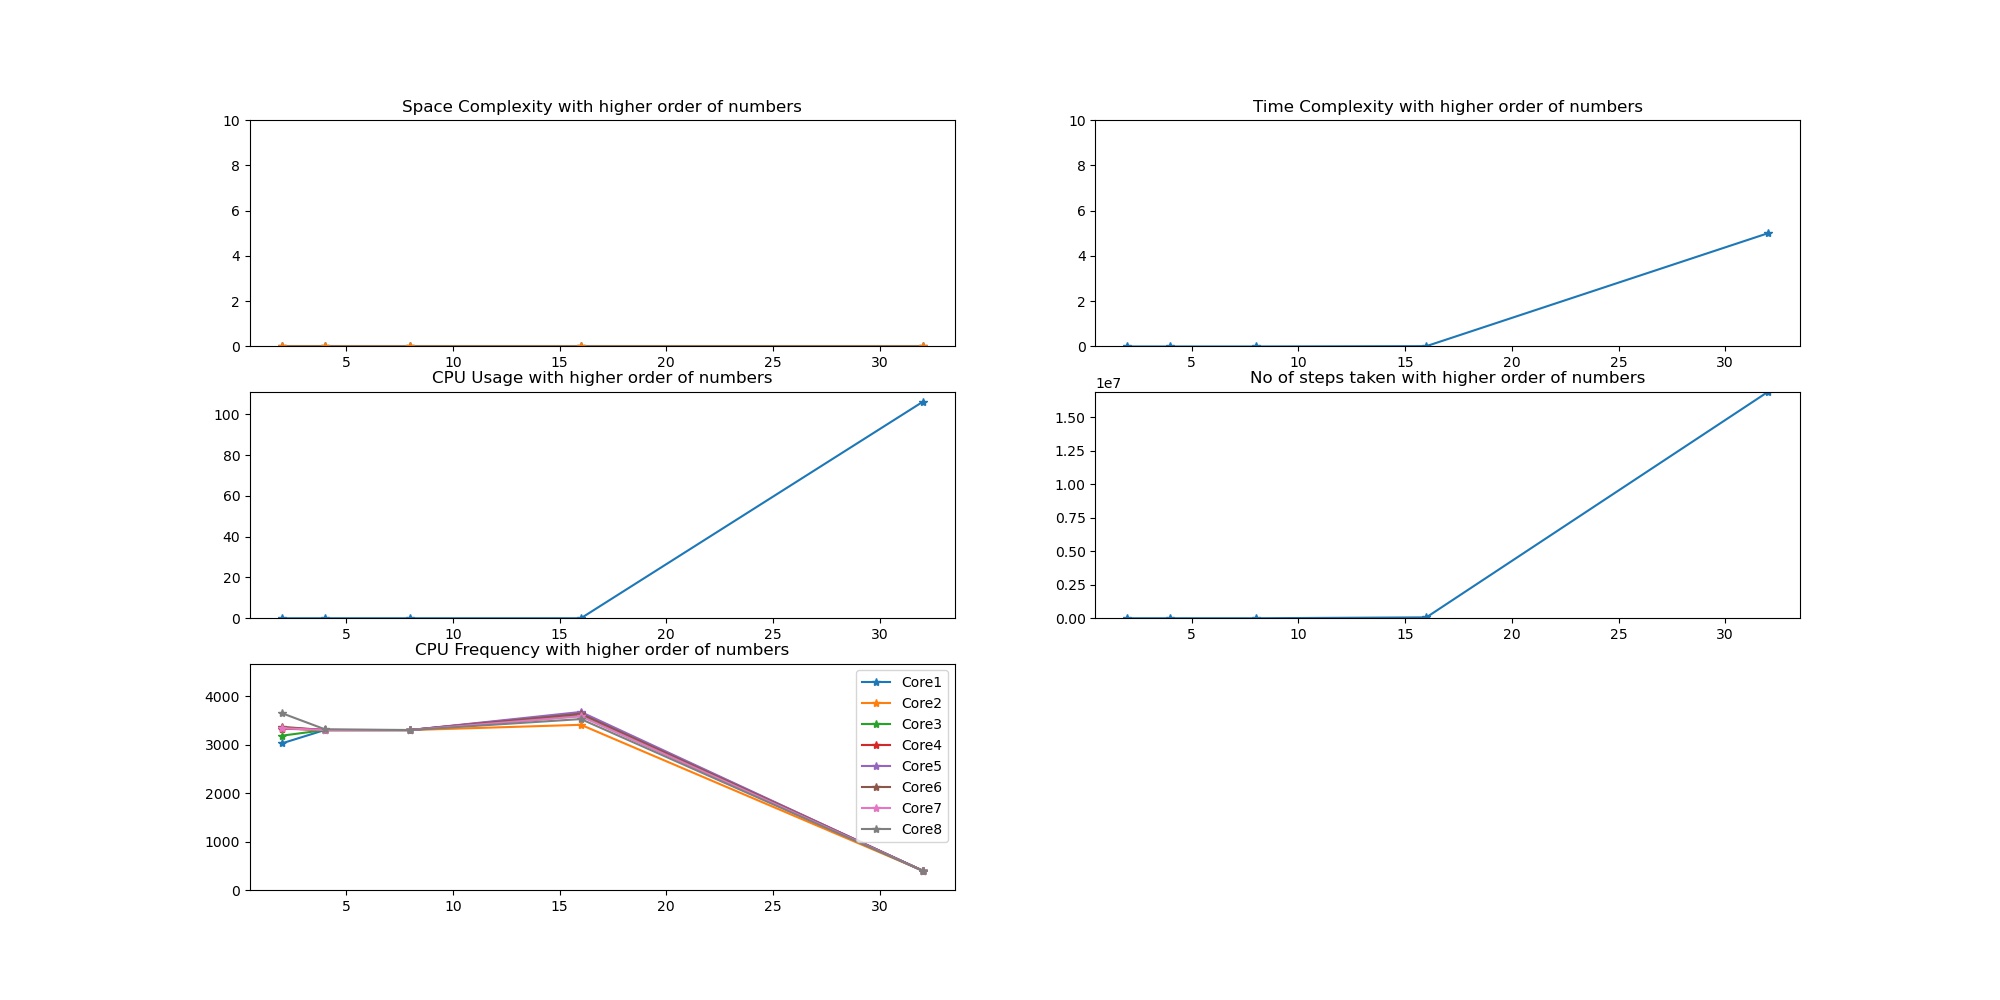 Space Complexity with higher order of numbers
10
8
6
4
2
0
5 10 15 20 25 30
Time Complexity with higher order of numbers
10
8
6
4
2
0
5 10 15 20 25 30
CPU Usage with higher order of numbers
100
80
60
40
20
0
5 10 15 20 25 30
No of steps taken with higher order of numbers
1e7
1.50
1.25
1.00
0.75
0.50
0.25
0.00
5 10 15 20 25 30
CPU Frequency with higher order of numbers
4000
3000
2000
1000
0
5 10 15 20 25 30
Core1
Core2
Core3
Core4
Core5
Core6
Core7
Core8